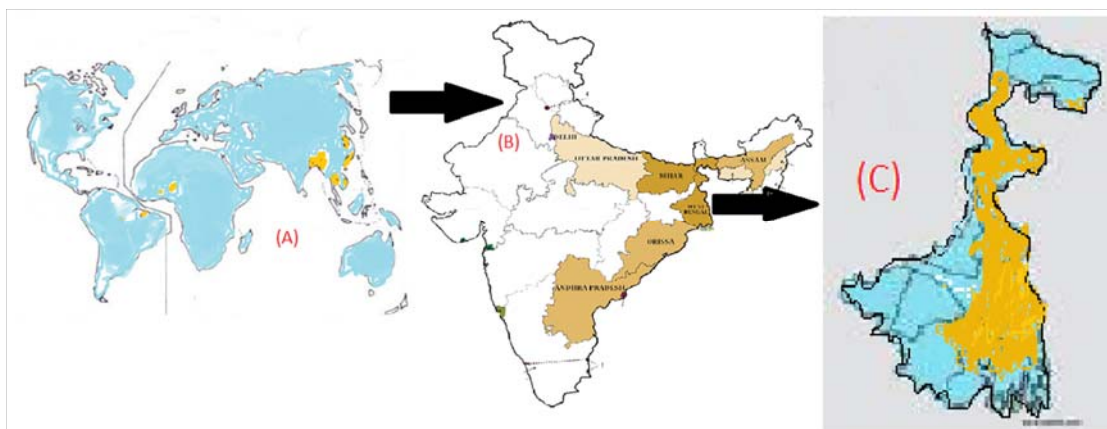 (A)
(B)
DELHI
UTTAR PRADESH
BIHAR
ASSAM
WEST
BENGAL
ORISSA
ANDHRA PRADESH
(C)